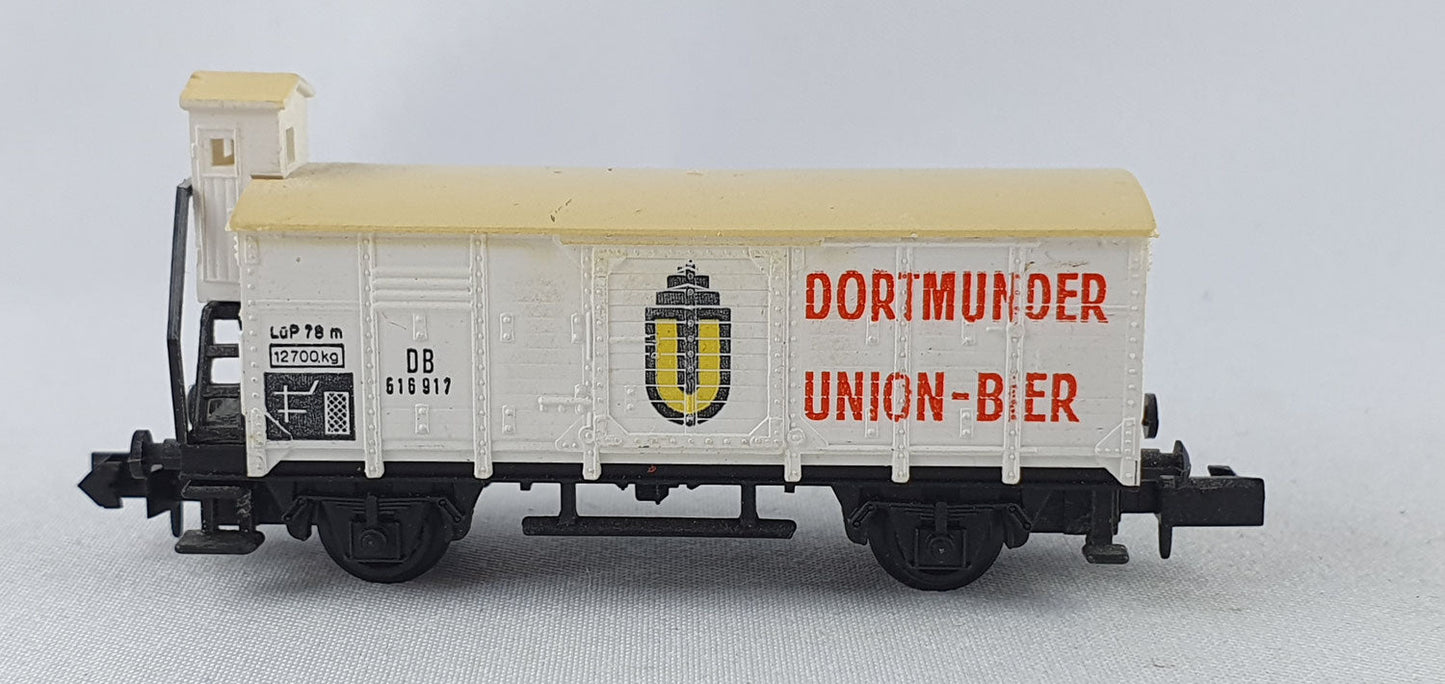 LüP 78 m
12700.kg
DB
616 917
U
DORTMUNDER
UNION-BIER